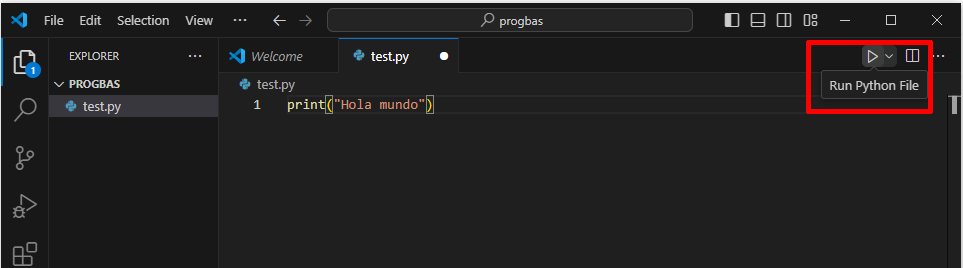 File Edit Selection View ··· progbas
EXPLORER ···
Welcome test.py
PROGBAS
test.py
1
test.py
1 print("Hola mundo")
Run Python File